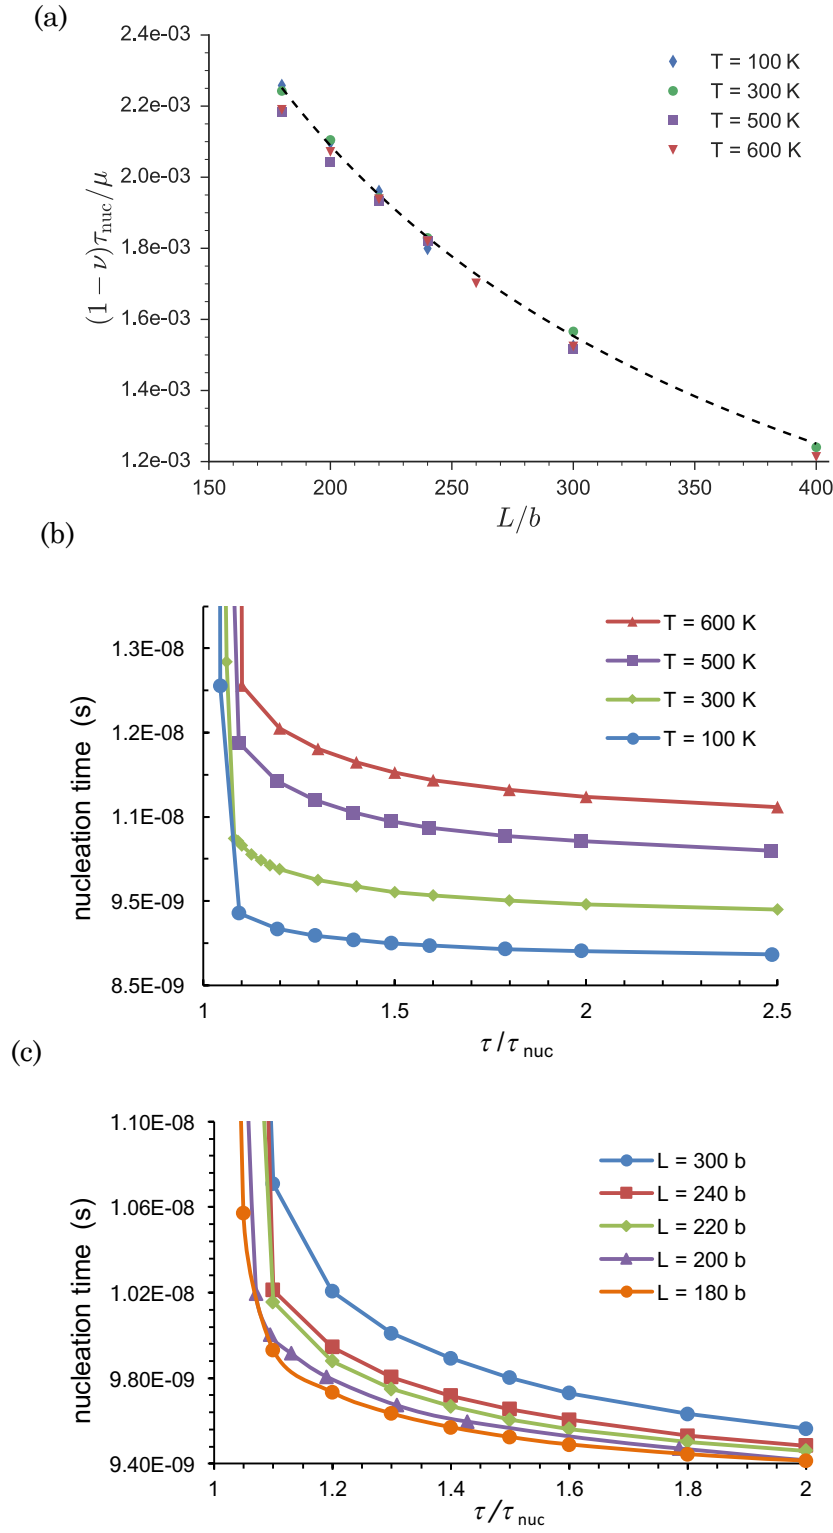 (a)
2.4e-03
2.2e-03
2.0e-03
1.8e-03
1.6e-03
1.4e-03
1.2e-03
(1 − ν)τnuc/μ
T = 100 K
T = 300 K
T = 500 K
T = 600 K
150 200 250 300 350 400
L/b
(b)
1.3E-08
1.2E-08
1.1E-08
9.5E-09
8.5E-09
nucleation time (s)
T = 600 K
T = 500 K
T = 300 K
T = 100 K
1 1.5 2 2.5
τ/τnuc
(c)
1.10E-08
1.06E-08
1.02E-08
9.80E-09
9.40E-09
nucleation time (s)
L = 300 b
L = 240 b
L = 220 b
L = 200 b
L = 180 b
1 1.2 1.4 1.6 1.8 2
τ/τnuc